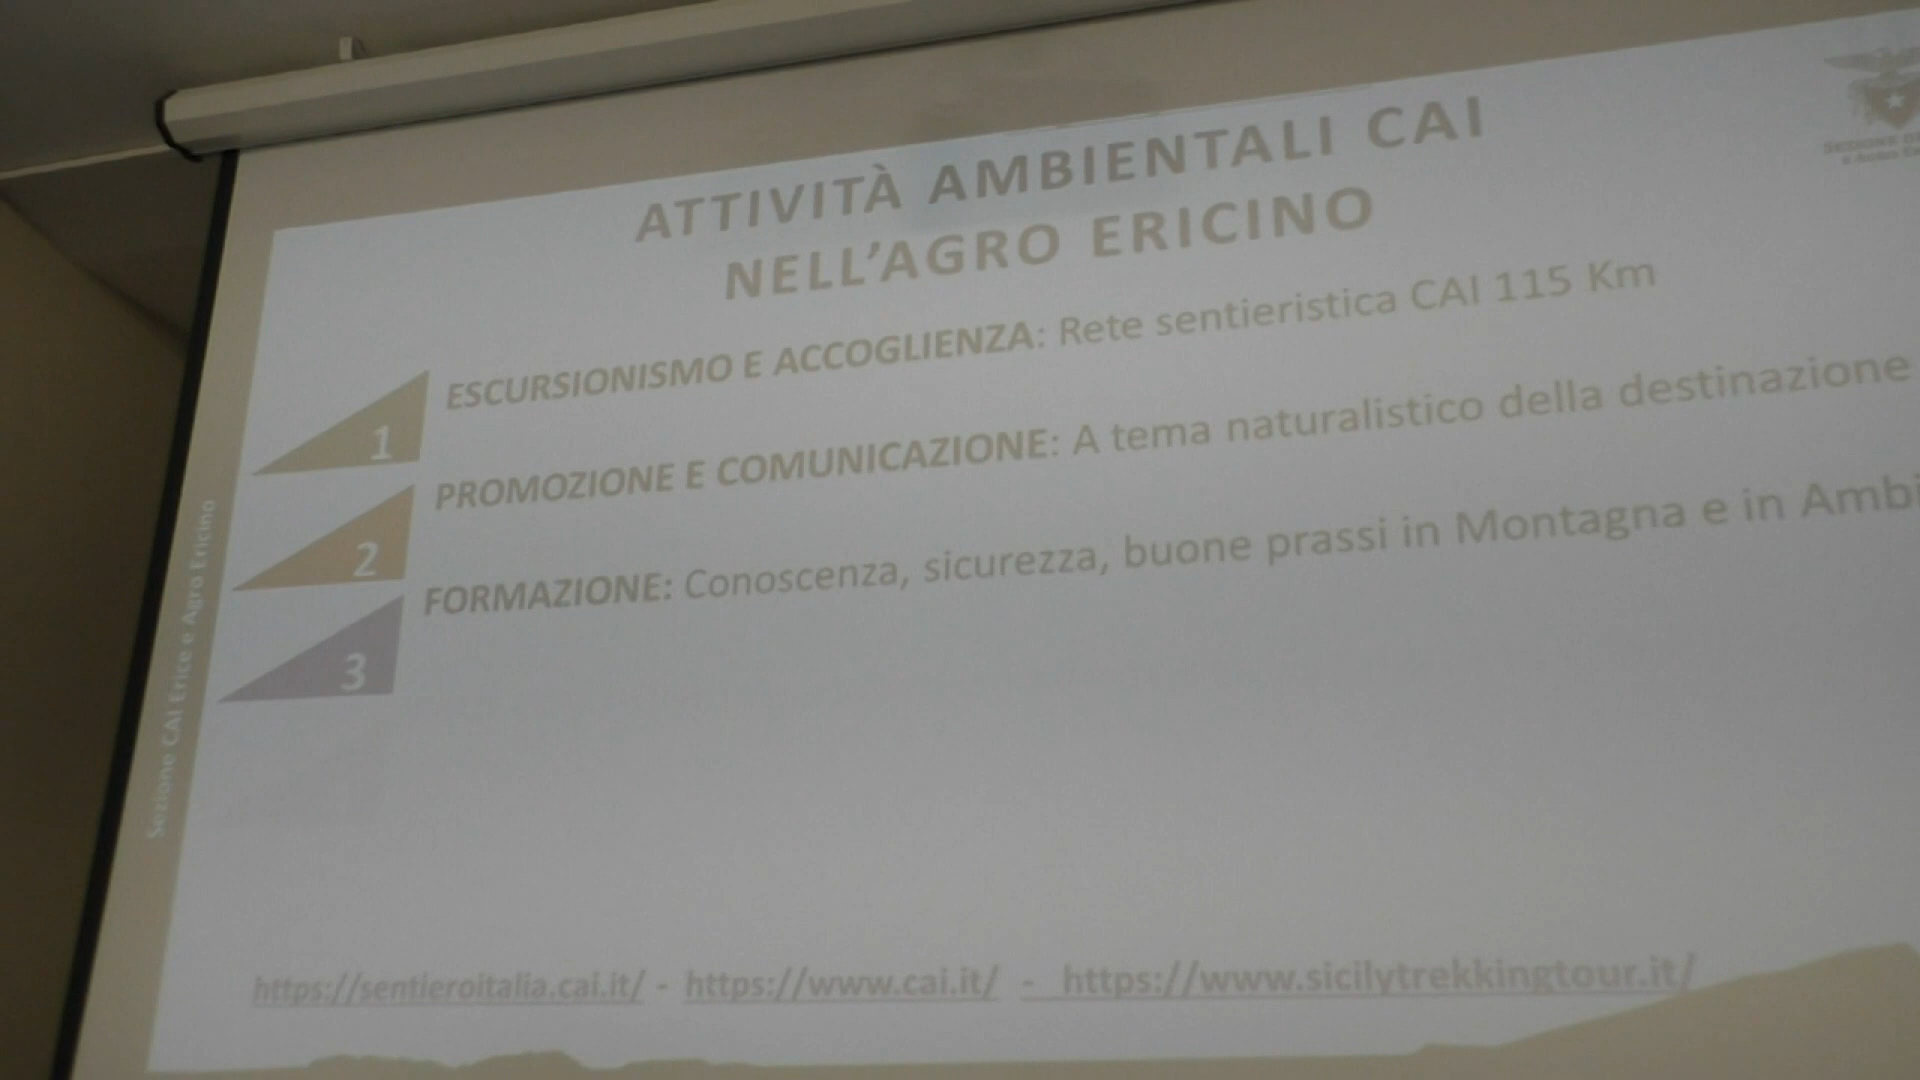 ATTIVITÀ AMBIENTALI CAI
NELL'AGRO ERICINO
1 ESCURSIONISMO E ACCOGLIENZA: Rete sentieristica CAI 115 Km
2 PROMOZIONE E COMUNICAZIONE: A tema naturalistico della destinazione
3 FORMAZIONE: Conoscenza, sicurezza, buone prassi in Montagna e in
Sezione CAI Erice e Agro Ericino
https://sentieroitalia.cai.it/ - https://www.cai.it/ - https://www.sicilytrekkingtour.it/
SEZIONE